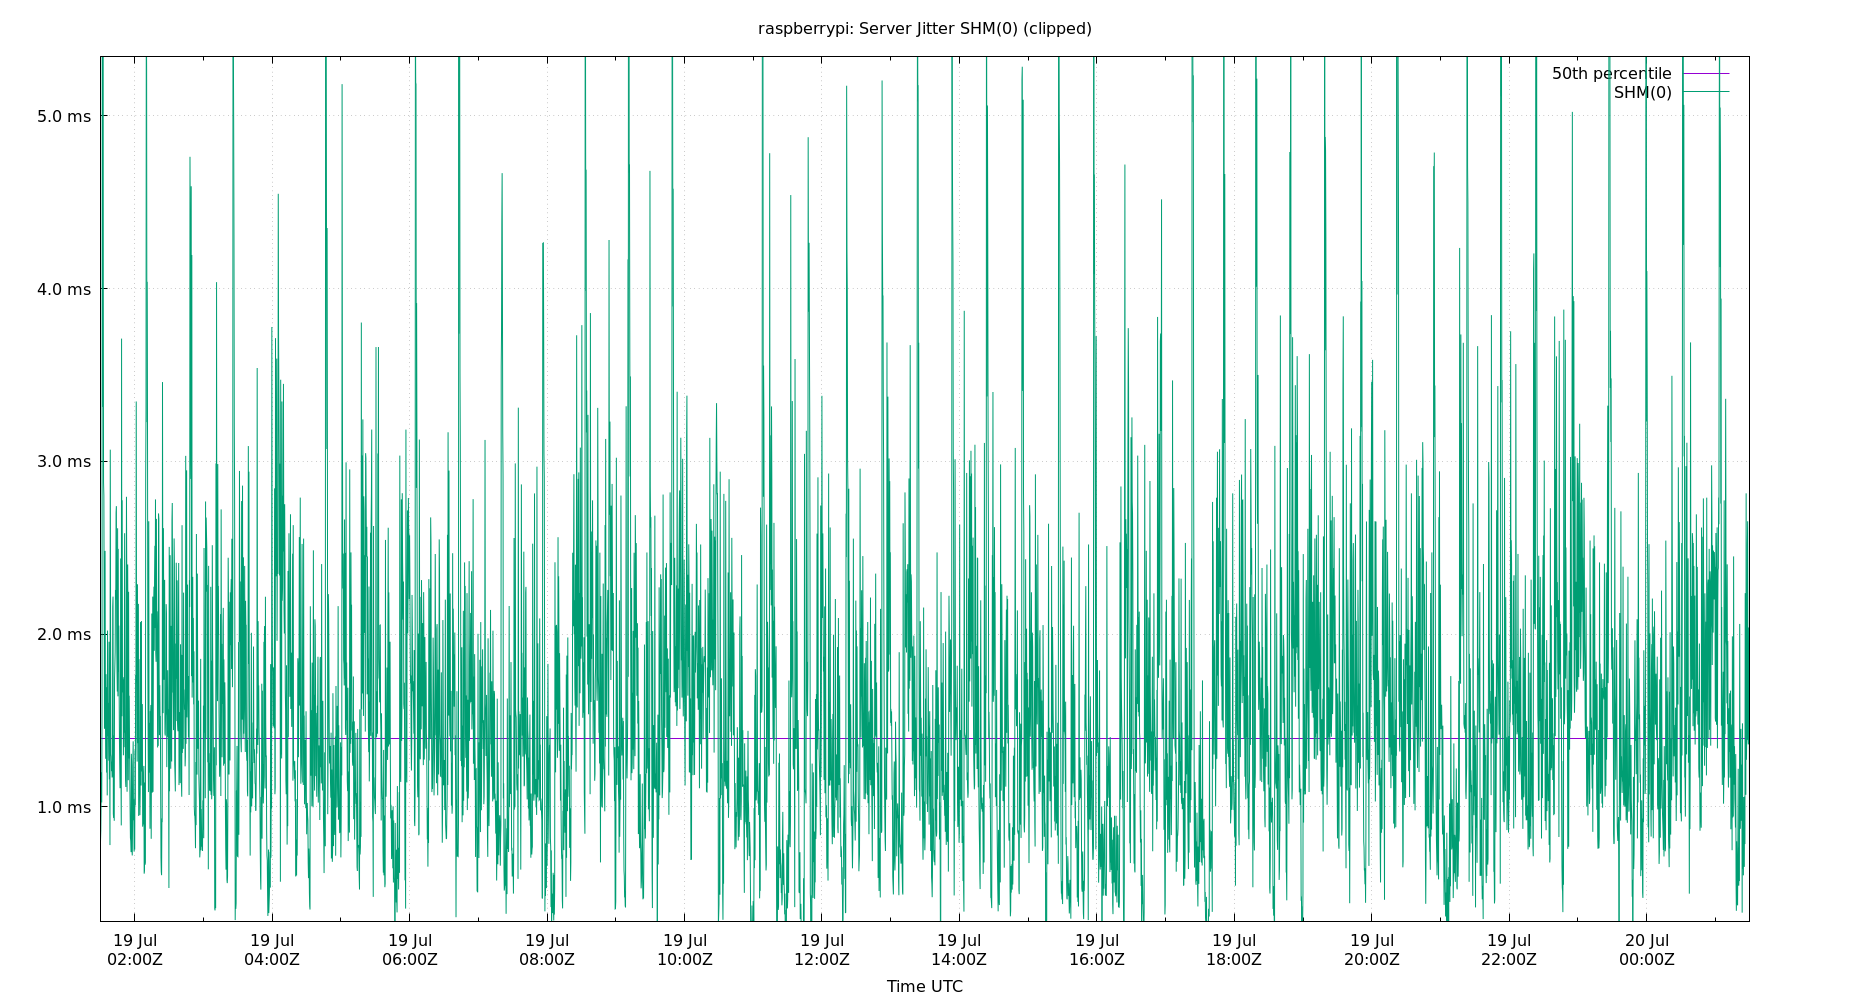 raspberrypi: Server Jitter SHM(0) (clipped)
50th percentile
SHM(0)
5.0 ms
4.0 ms
3.0 ms
2.0 ms
1.0 ms
19 Jul 19 Jul 19 Jul 19 Jul 19 Jul 19 Jul 19 Jul 19 Jul 19 Jul 19 Jul 19 Jul 20 Jul
02:00Z 04:00Z 06:00Z 08:00Z 10:00Z 12:00Z 14:00Z 16:00Z 18:00Z 20:00Z 22:00Z 00:00Z
Time UTC